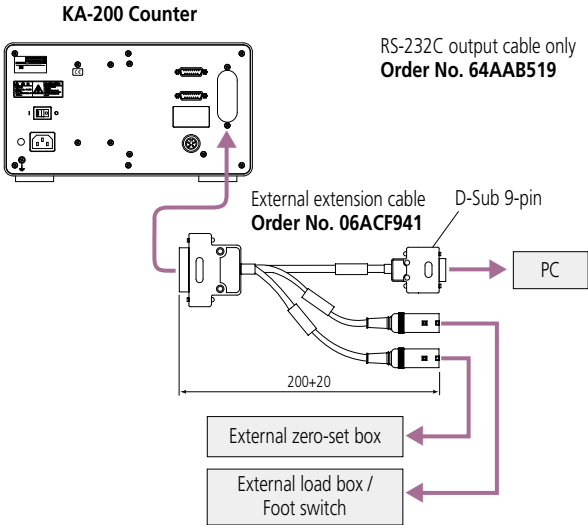 KA-200 Counter
RS-232C output cable only
Order No. 64AAB519
CE
External extension cable
Order No. 06ACF941
D-Sub 9-pin
PC
200+20
External zero-set box
External load box /
Foot switch